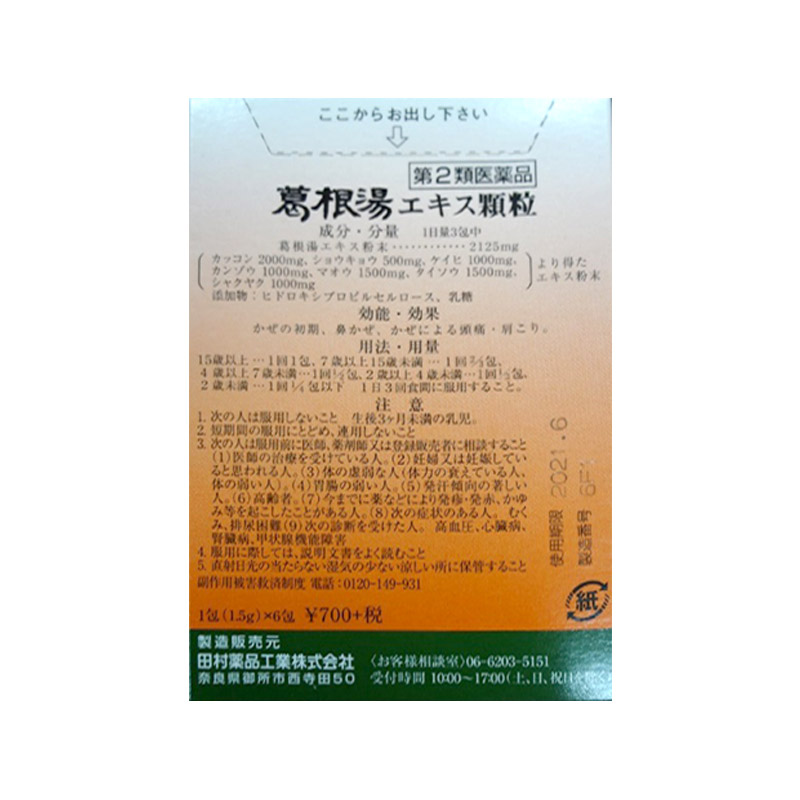 ここからお出し下さい
第2類医薬品
葛根湯エキス顆粒
成分・分量 1日量3包中
葛根湯エキス粉末‥‥‥‥‥‥2125mg
カッコン 2000mg、ショウキョウ 500mg、ケイヒ 1000mg、
カンゾウ 1000mg、マオウ 1500mg、タイソウ 1500mg、
シャクヤク 1000mg
より得た
エキス粉末
添加物：ヒドロキシプロピルセルロース、乳糖
効能・効果
かぜの初期、鼻かぜ、かぜによる頭痛・肩こり。
用法・用量
15歳以上…1回1包、7歳以上15歳未満…1回2/3包、
4歳以上7歳未満…1回1/2包、2歳以上4歳未満…1回1/3包、
2歳未満…1回1/4包以下 1日3回食間に服用すること。
注 意
1. 次の人は服用しないこと 生後3ヶ月未満の乳児。
2. 短期間の服用にとどめ、連用しないこと
3. 次の人は服用前に医師、薬剤師又は登録販売者に相談すること
(1)医師の治療を受けている人。(2)妊婦又は妊娠してい
ると思われる人。(3)体の虚弱な人(体力の衰えている人、
体の弱い人)。(4)胃腸の弱い人。(5)発汗傾向の著しい
人。(6)高齢者。(7)今までに薬などにより発疹・発赤、かゆ
み等を起こしたことがある人。(8)次の症状のある人。 むく
み、排尿困難(9)次の診断を受けた人。 高血圧、心臓病、
腎臓病、甲状腺機能障害
4. 服用に際しては、説明文書をよく読むこと
5. 直射日光の当たらない湿気の少ない涼しい所に保管すること
副作用被害救済制度 電話：0120-149-931
1包(1.5g)×6包 ¥700+税
使用期限 2021.6
製造番号 6F1
紙
製造販売元
田村薬品工業株式会社
奈良県御所市西寺田50
〈お客様相談室〉06-6203-5151
受付時間 10:00～17:00(土、日、祝日を除く